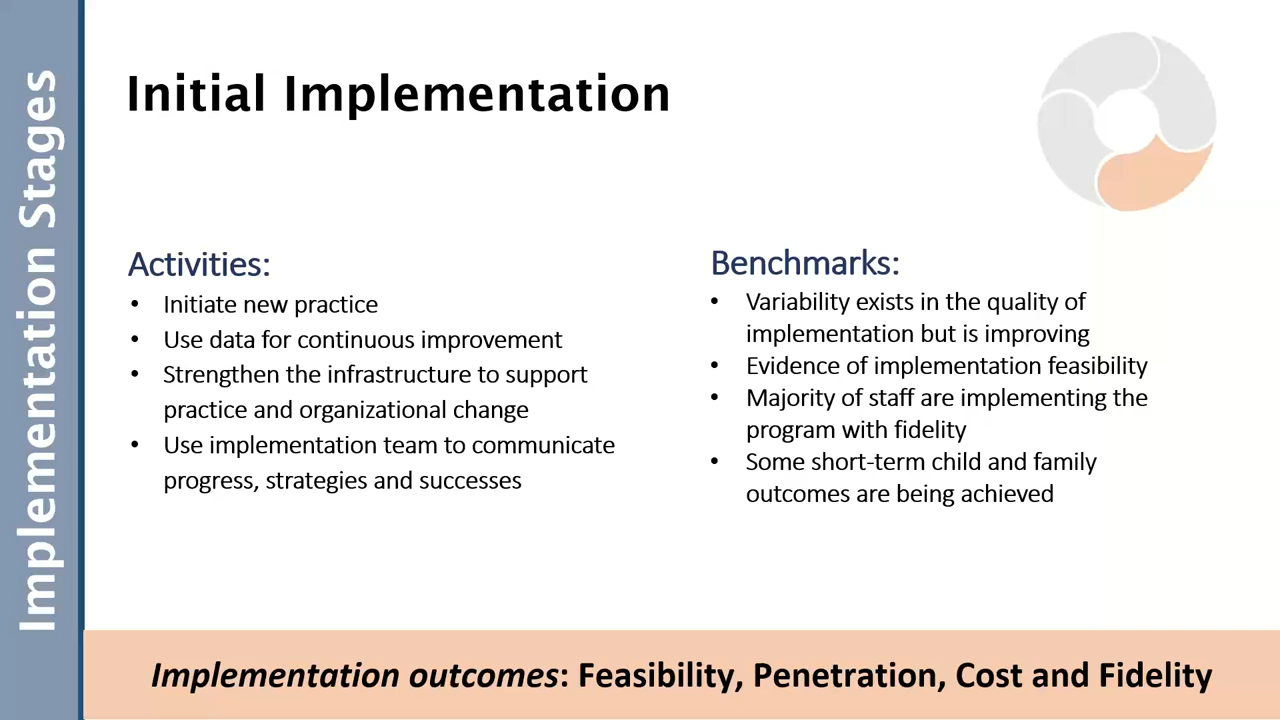 Implementation Stages
Initial Implementation
Activities:
• Initiate new practice
• Use data for continuous improvement
• Strengthen the infrastructure to support
practice and organizational change
• Use implementation team to communicate
progress, strategies and successes
Benchmarks:
• Variability exists in the quality of
implementation but is improving
• Evidence of implementation feasibility
• Majority of staff are implementing the
program with fidelity
• Some short-term child and family
outcomes are being achieved
Implementation outcomes: Feasibility, Penetration, Cost and Fidelity